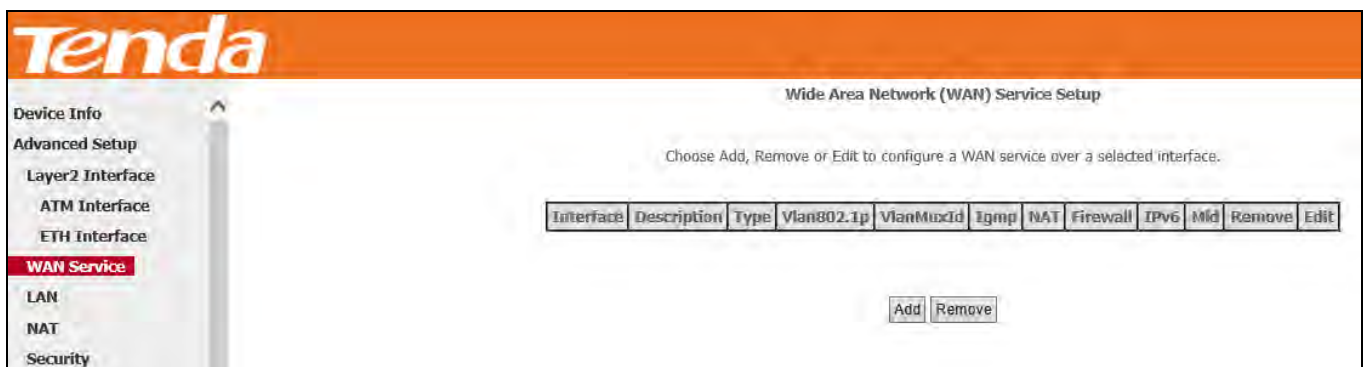 Tenda
Device Info
Advanced Setup
Layer2 Interface
ATM Interface
ETH Interface
WAN Service
LAN
NAT
Security
Wide Area Network (WAN) Service Setup
Choose Add, Remove or Edit to configure a WAN service over a selected interface.
Interface Description Type Vlan802.1p VlanMuxId Igmp NAT Firewall IPv6 Mld Remove Edit
Add Remove